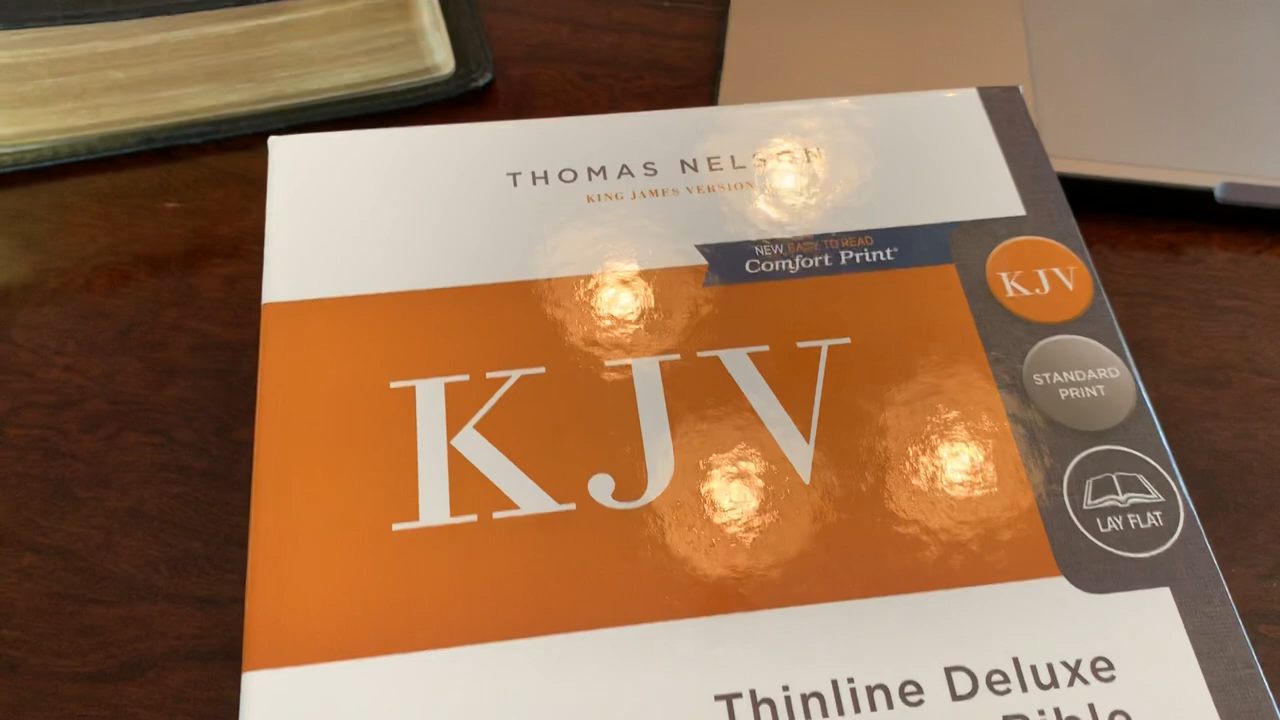 THOMAS NELSON
KING JAMES VERSION
NEW EASY TO READ
Comfort Print®
KJV
KJV
STANDARD
PRINT
LAY FLAT
Thinline Deluxe
Bible